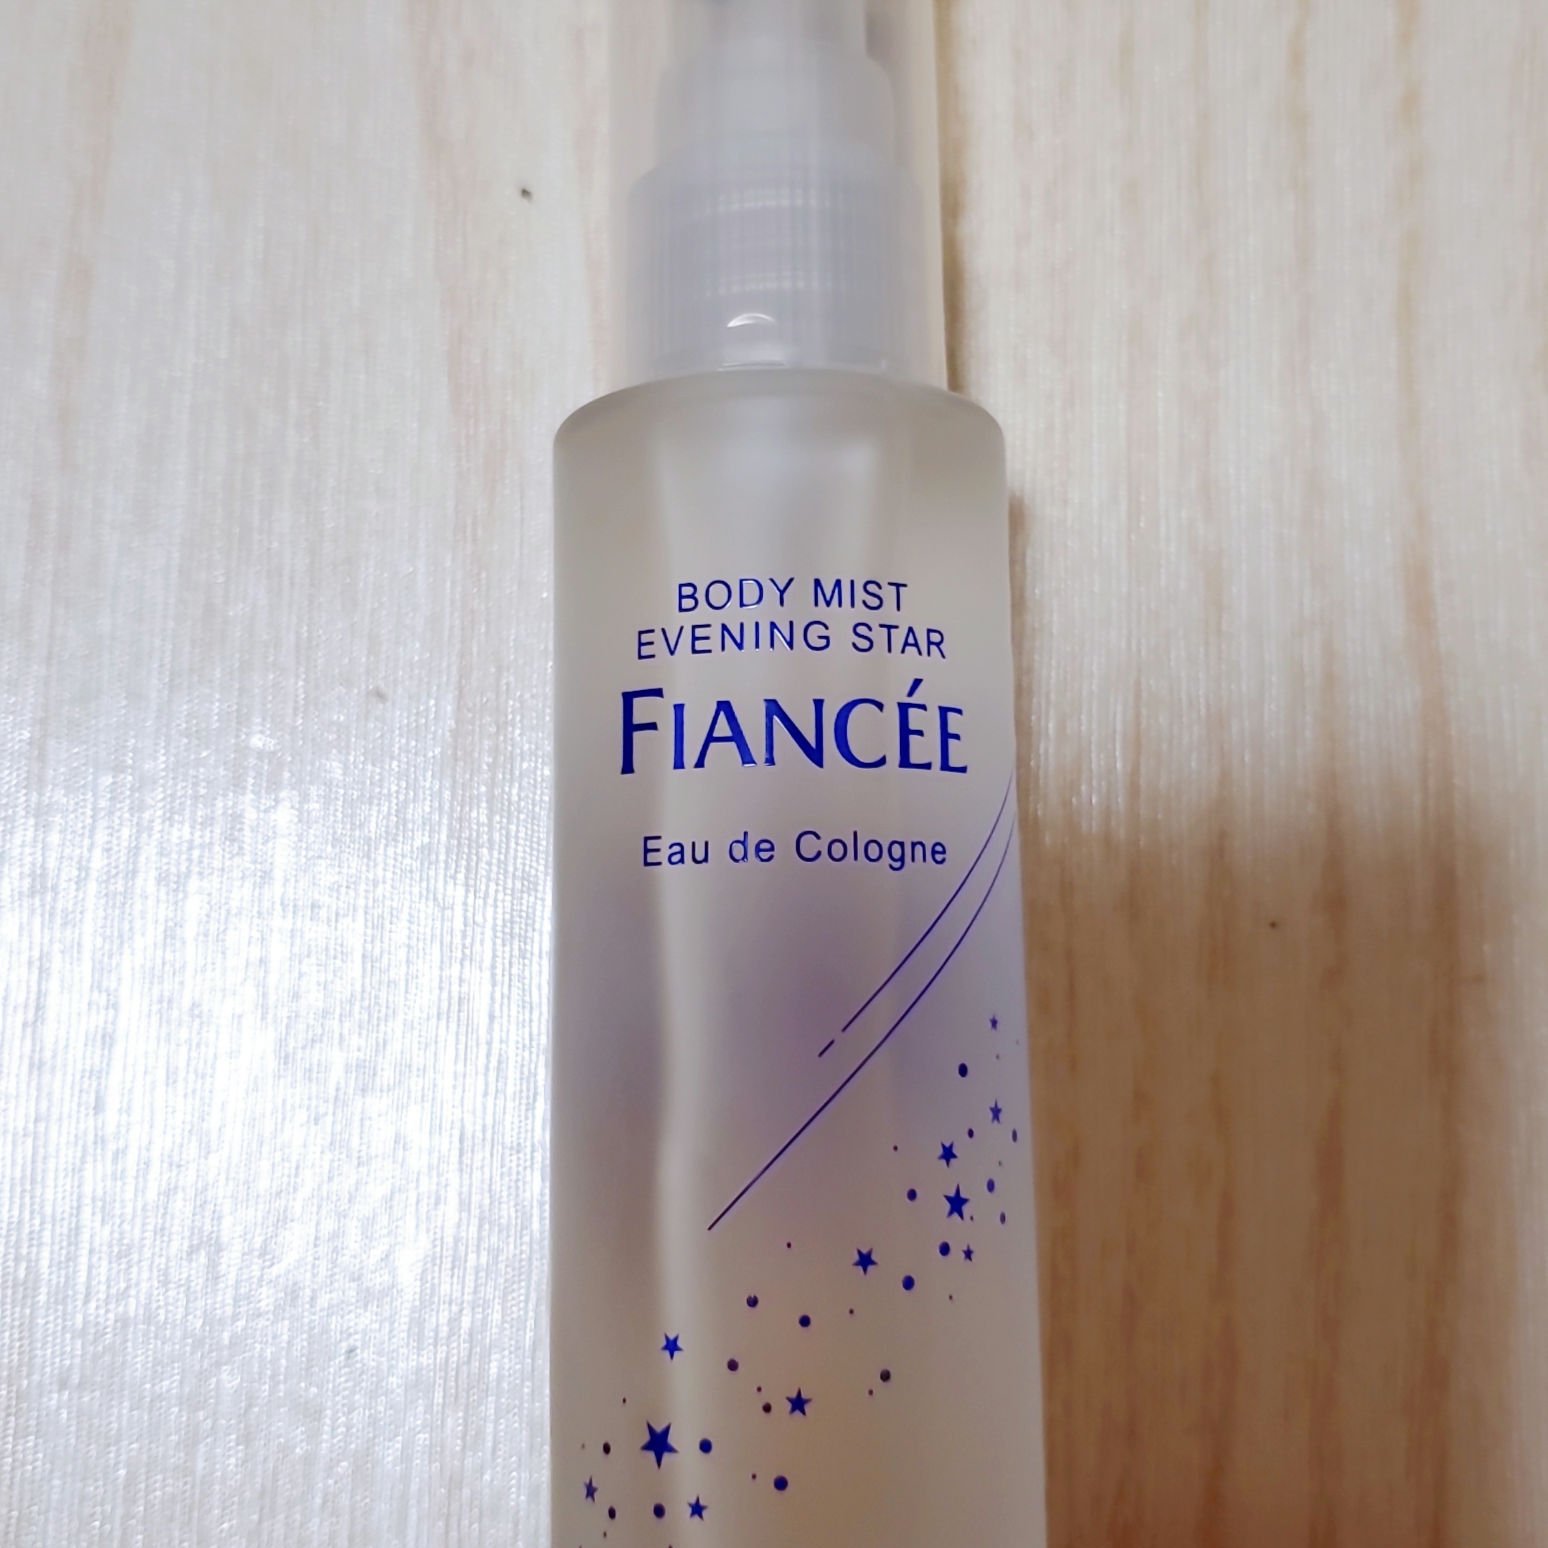 BODY MIST
EVENING STAR
FIANCÉE
Eau de Cologne